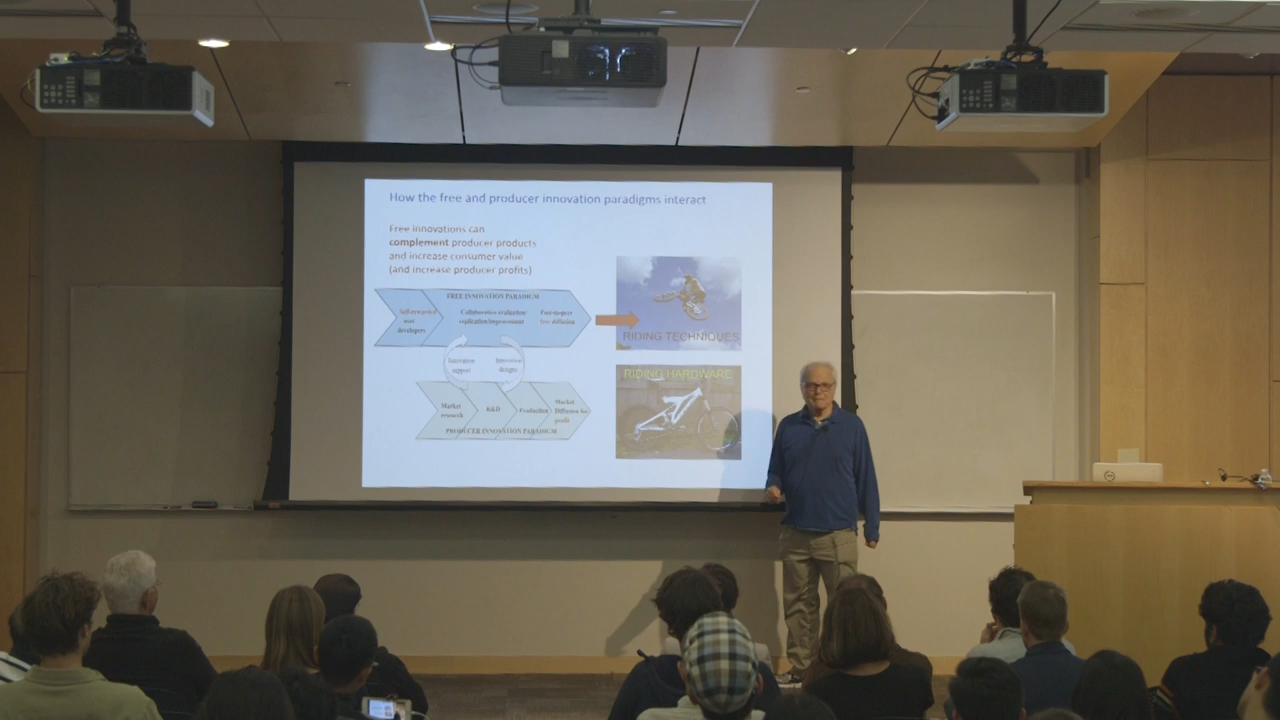 How the free and producer innovation paradigms interact
Free innovations can
complement producer products
and increase consumer value
(and increase producer profits)
FREE INNOVATION PARADIGM
Self-rewarded
user
developers
Collaborative evaluation/
replication/improvement
Peer-to-peer
free diffusion
RIDING TECHNIQUES
Innovation
support
Innovation
designs
RIDING HARDWARE
Market
research
R&D
Production
Market
Diffusion for
profit
PRODUCER INNOVATION PARADIGM